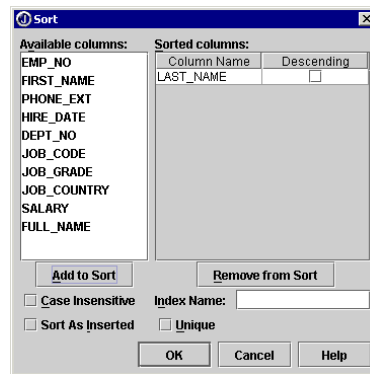 Sort
Available columns:
EMP_NO
FIRST_NAME
PHONE_EXT
HIRE_DATE
DEPT_NO
JOB_CODE
JOB_GRADE
JOB_COUNTRY
SALARY
FULL_NAME
Sorted columns:
Column Name Descending
LAST_NAME
Add to Sort Remove from Sort
Case Insensitive Index Name:
Sort As Inserted Unique
OK Cancel Help